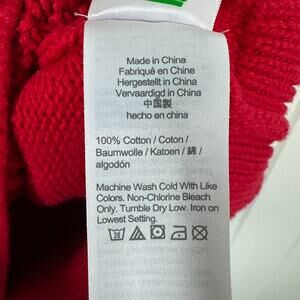 Made in China
Fabriqué en Chine
Hergestellt in China
Vervaardigd in China
中国製
hecho en china
100% Cotton / Coton /
Baumwolle / Katoen / 綿 /
algodón
Machine Wash Cold With Like
Colors. Non-Chlorine Bleach
Only. Tumble Dry Low. Iron on
Lowest Setting.
30